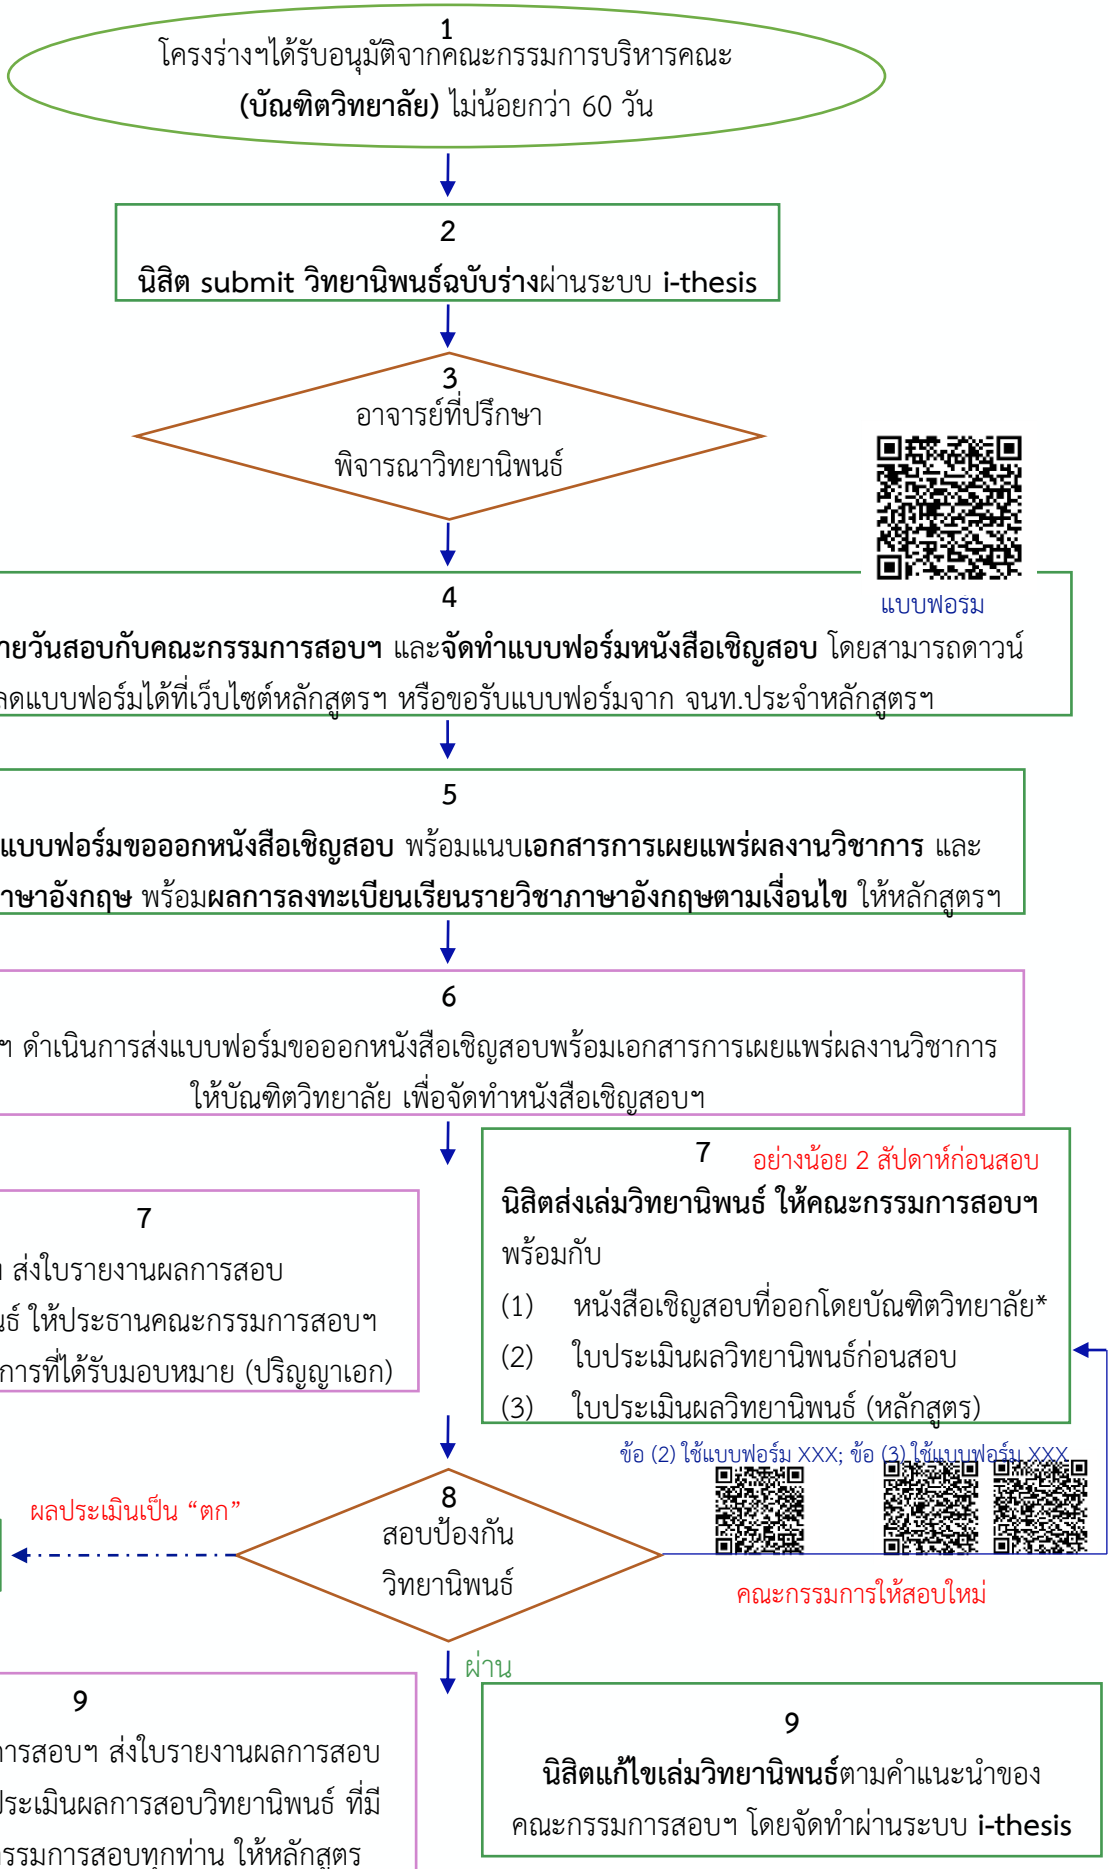 1
โครงร่างฯได้รับอนุมัติจากคณะกรรมการบริหารคณะ
(บัณฑิตวิทยาลัย) ไม่น้อยกว่า 60 วัน
2
นิสิต submit วิทยานิพนธ์ฉบับร่างผ่านระบบ i-thesis
3
อาจารย์ที่ปรึกษา
พิจารณาวิทยานิพนธ์
แบบฟอร์ม
4
วันสอบกับคณะกรรมการสอบฯ และจัดทำแบบฟอร์มหนังสือเชิญสอบ โดยสามารถดาวน์
ลดแบบฟอร์มได้ที่เว็บไซต์หลักสูตรฯ หรือขอรับแบบฟอร์มจาก จนท.ประจำหลักสูตรฯ
5
แบบฟอร์มขอออกหนังสือเชิญสอบ พร้อมแนบเอกสารการเผยแพร่ผลงานวิชาการ และ
าษาอังกฤษ พร้อมผลการลงทะเบียนเรียนรายวิชาภาษาอังกฤษตามเงื่อนไข ให้หลักสูตรฯ
6
ฯ ดำเนินการส่งแบบฟอร์มขอออกหนังสือเชิญสอบพร้อมเอกสารการเผยแพร่ผลงานวิชาการ
ให้บัณฑิตวิทยาลัย เพื่อจัดทำหนังสือเชิญสอบฯ
7
ส่งใบรายงานผลการสอบ
นธ์ ให้ประธานคณะกรรมการสอบฯ
การที่ได้รับมอบหมาย (ปริญญาเอก)
7 อย่างน้อย 2 สัปดาห์ก่อนสอบ
นิสิตส่งเล่มวิทยานิพนธ์ ให้คณะกรรมการสอบฯ
พร้อมกับ
(1) หนังสือเชิญสอบที่ออกโดยบัณฑิตวิทยาลัย*
(2) ใบประเมินผลวิทยานิพนธ์ก่อนสอบ
(3) ใบประเมินผลวิทยานิพนธ์ (หลักสูตร)
ข้อ (2) ใช้แบบฟอร์ม XXX; ข้อ (3) ใช้แบบฟอร์ม XXX
8
สอบป้องกัน
วิทยานิพนธ์
ผลประเมินเป็น “ตก”
คณะกรรมการให้สอบใหม่
ผ่าน
9
การสอบฯ ส่งใบรายงานผลการสอบ
ประเมินผลการสอบวิทยานิพนธ์ ที่มี
กรรมการสอบทุกท่าน ให้หลักสูตร
9
นิสิตแก้ไขเล่มวิทยานิพนธ์ตามคำแนะนำของ
คณะกรรมการสอบฯ โดยจัดทำผ่านระบบ i-thesis